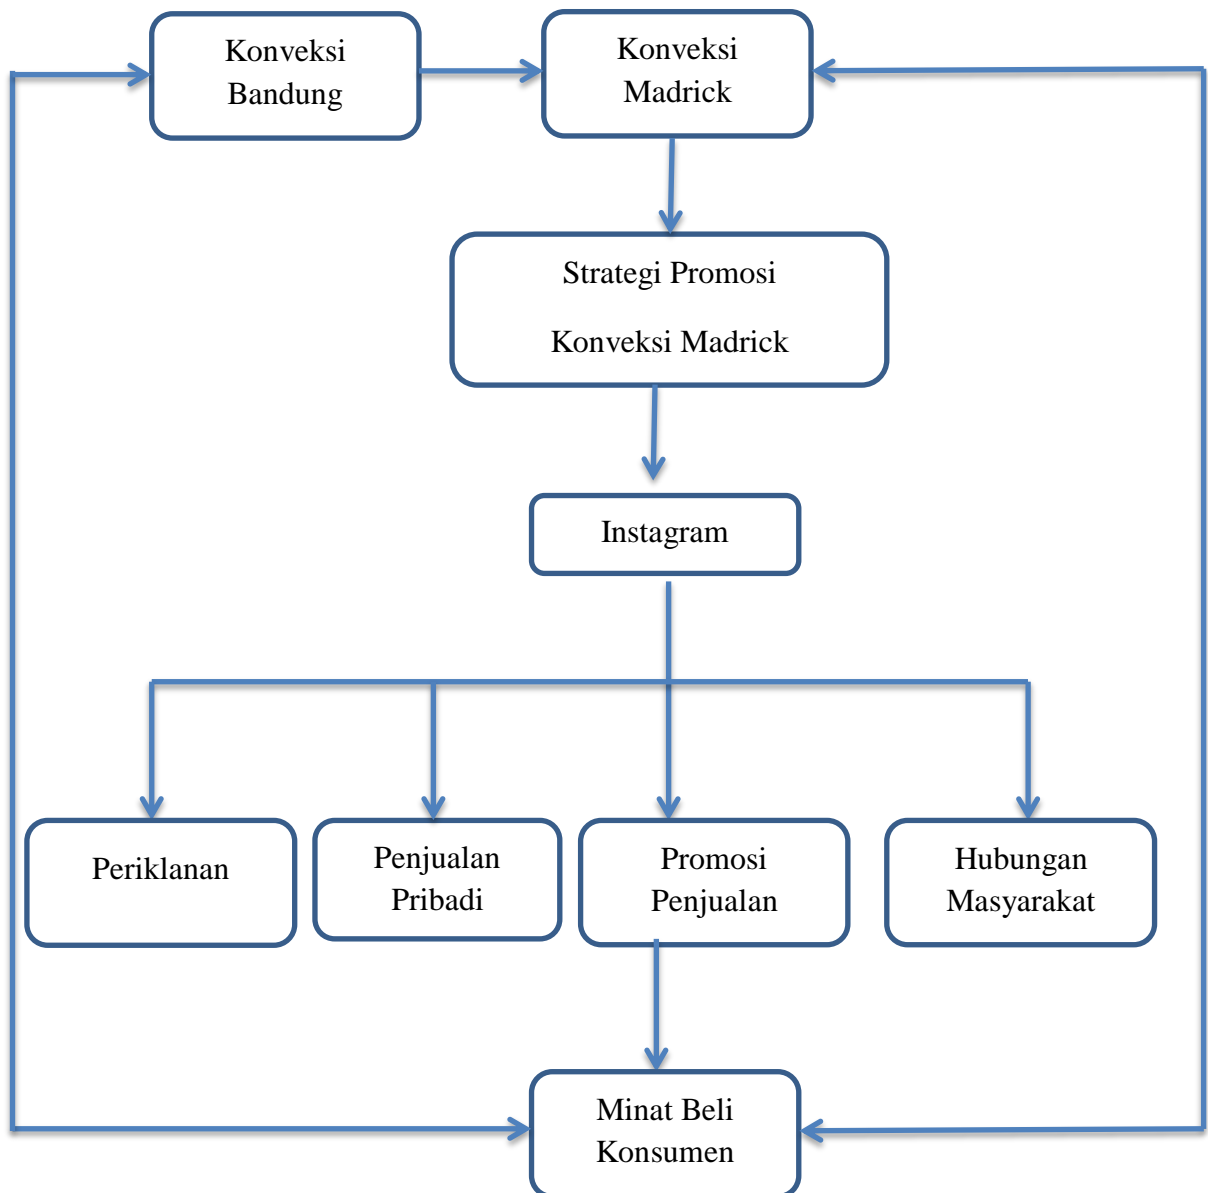 Konveksi
Bandung
Konveksi
Madrick
Strategi Promosi
Konveksi Madrick
Instagram
Periklanan
Penjualan
Pribadi
Promosi
Penjualan
Hubungan
Masyarakat
Minat Beli
Konsumen